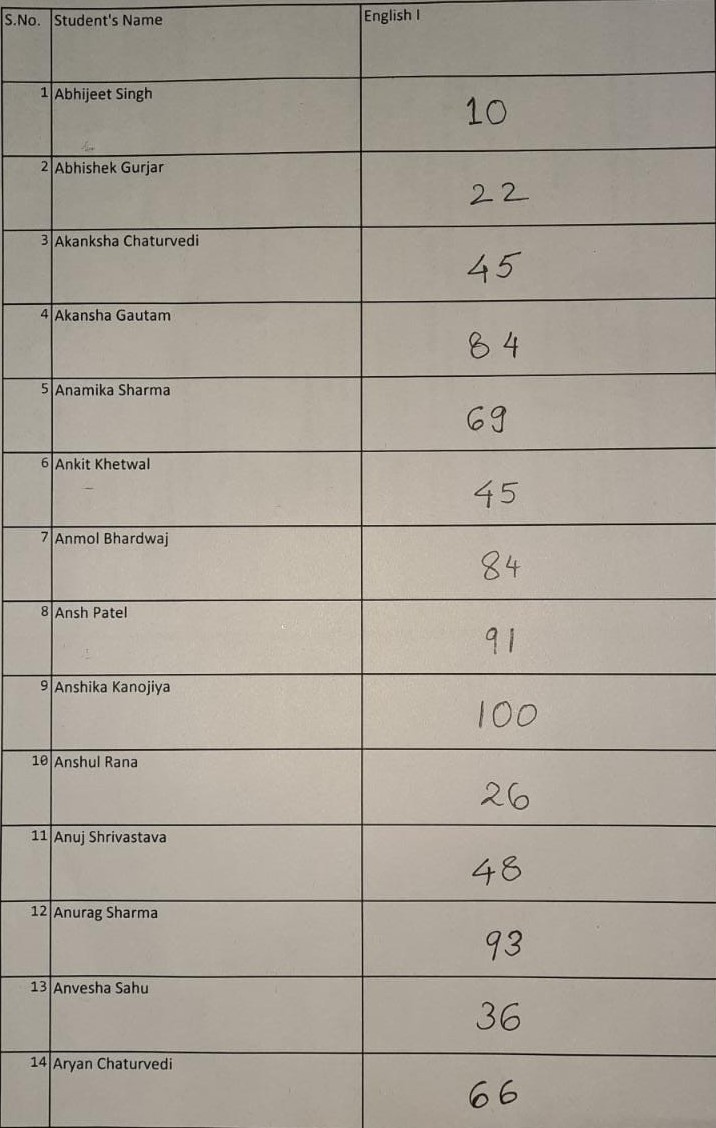 S.No. Student's Name English I
1 Abhijeet Singh 10
2 Abhishek Gurjar 22
3 Akanksha Chaturvedi 45
4 Akansha Gautam 84
5 Anamika Sharma 69
6 Ankit Khetwal 45
7 Anmol Bhardwaj 84
8 Ansh Patel 91
9 Anshika Kanojiya 100
10 Anshul Rana 26
11 Anuj Shrivastava 48
12 Anurag Sharma 93
13 Anvesha Sahu 36
14 Aryan Chaturvedi 66